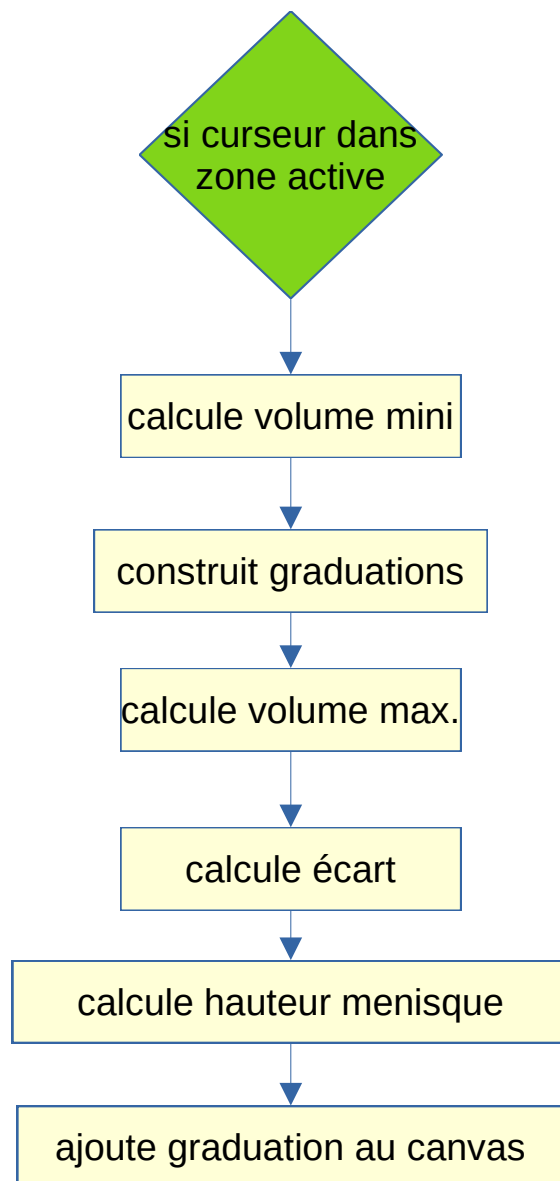 si curseur dans
zone active
calcule volume mini
construit graduations
calcule volume max.
calcule écart
calcule hauteur menisque
ajoute graduation au canvas